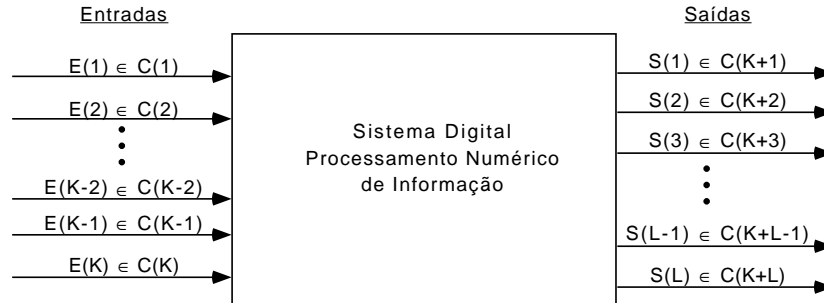 Entradas
E(1) ∈ C(1)
E(2) ∈ C(2)
E(K-2) ∈ C(K-2)
E(K-1) ∈ C(K-1)
E(K) ∈ C(K)
Sistema Digital
Processamento Numérico
de Informação
Saídas
S(1) ∈ C(K+1)
S(2) ∈ C(K+2)
S(3) ∈ C(K+3)
S(L-1) ∈ C(K+L-1)
S(L) ∈ C(K+L)